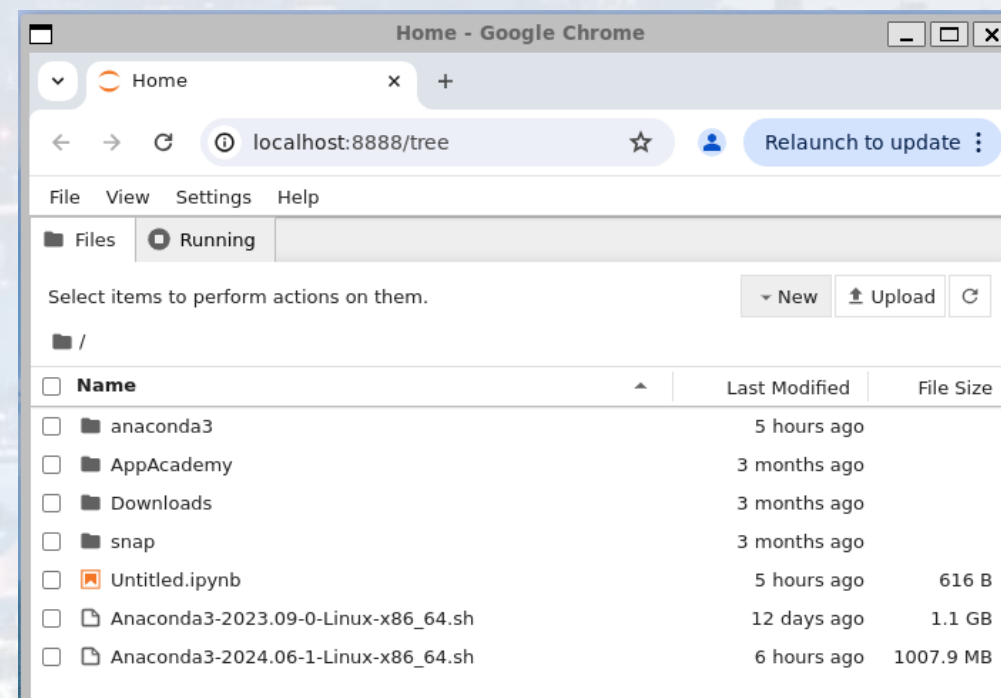 Home - Google Chrome
Home
localhost:8888/tree
Relaunch to update
File View Settings Help
Files Running
Select items to perform actions on them.
New Upload
/
Name Last Modified File Size
anaconda3 5 hours ago
AppAcademy 3 months ago
Downloads 3 months ago
snap 3 months ago
Untitled.ipynb 5 hours ago 616 B
Anaconda3-2023.09-0-Linux-x86_64.sh 12 days ago 1.1 GB
Anaconda3-2024.06-1-Linux-x86_64.sh 6 hours ago 1007.9 MB